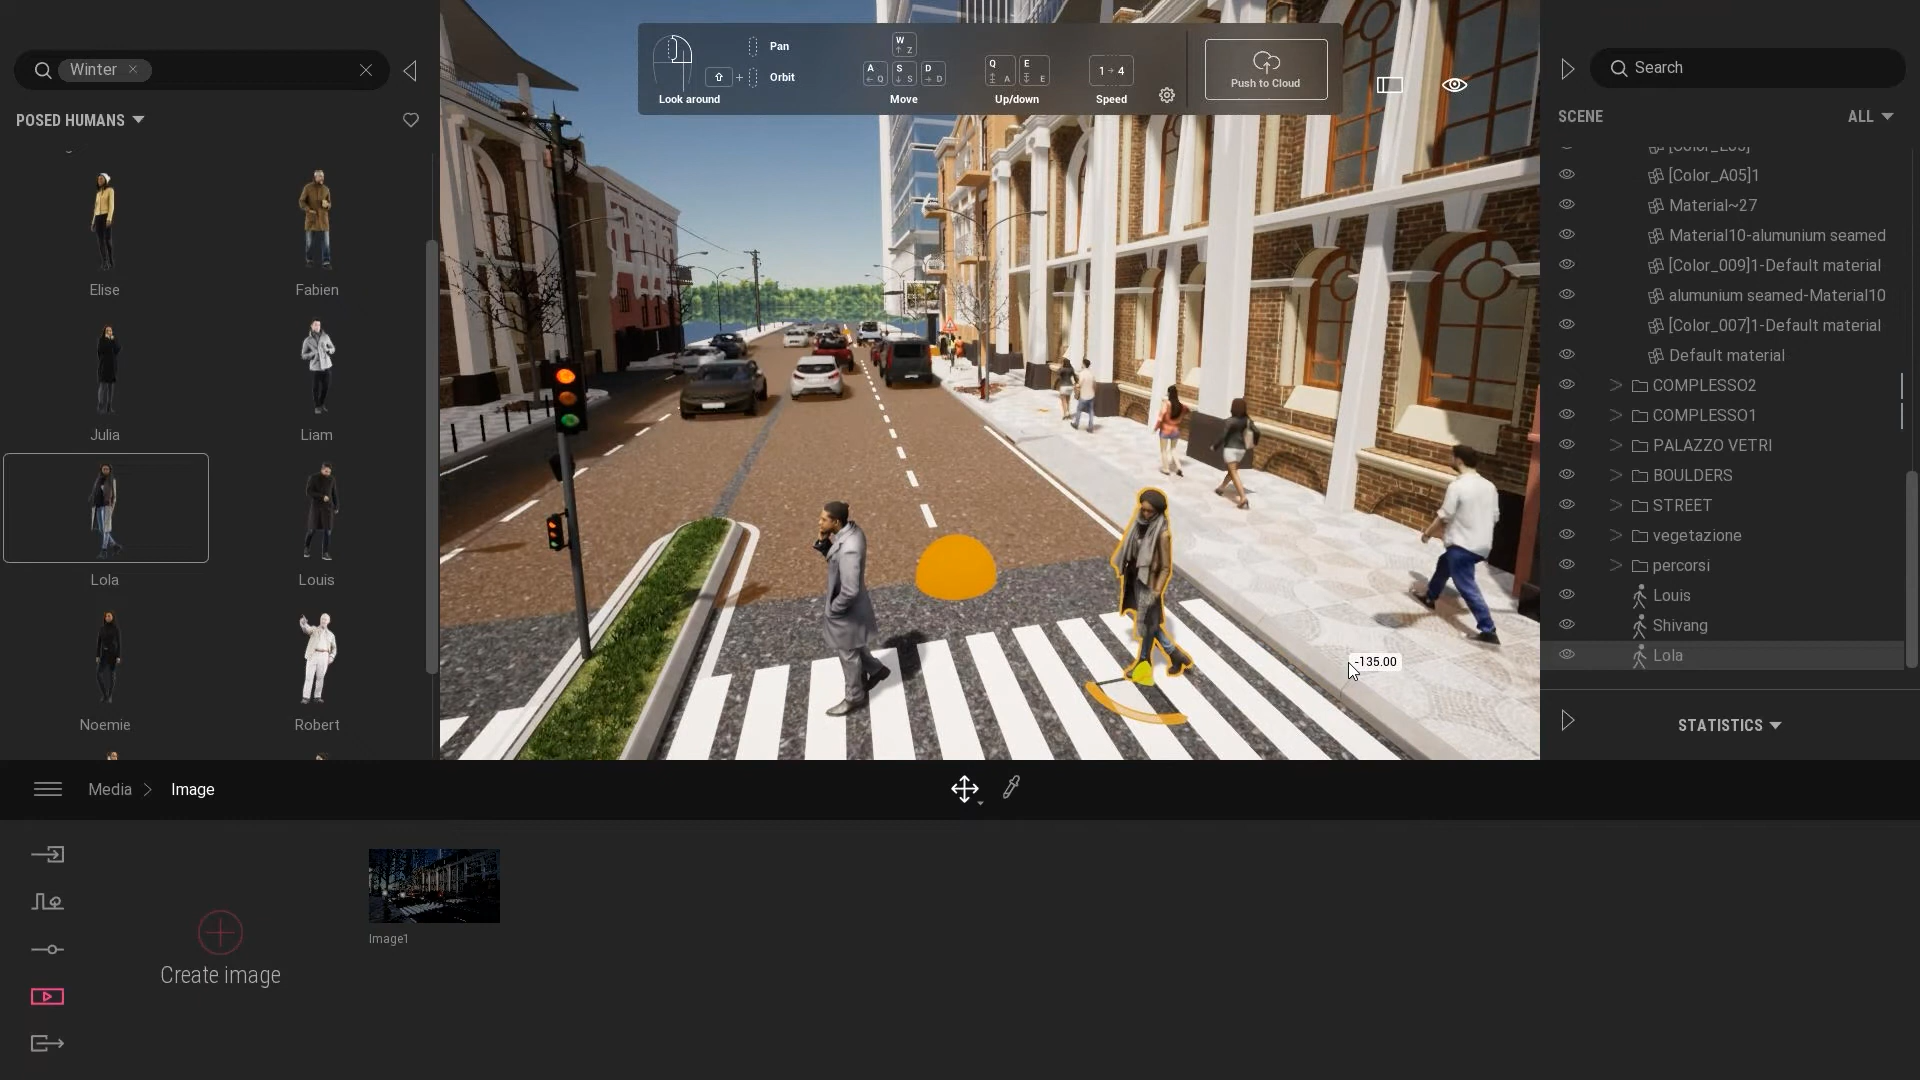 Winter
POSED HUMANS
Elise
Fabien
Julia
Liam
Lola
Louis
Noemie
Robert
Look around
Pan
Orbit
W
Z
A
Q
S
S
D
D
Move
Q
A
E
E
Up/down
1 → 4
Speed
Push to Cloud
-135.00
Search
SCENE
ALL
[Color_A05]1
Material~27
Material10-alumunium seamed
[Color_009]1-Default material
alumunium seamed-Material10
[Color_007]1-Default material
Default material
COMPLESSO2
COMPLESSO1
PALAZZO VETRI
BOULDERS
STREET
vegetazione
percorsi
Louis
Shivang
Lola
STATISTICS
Media > Image
Create image
Image1